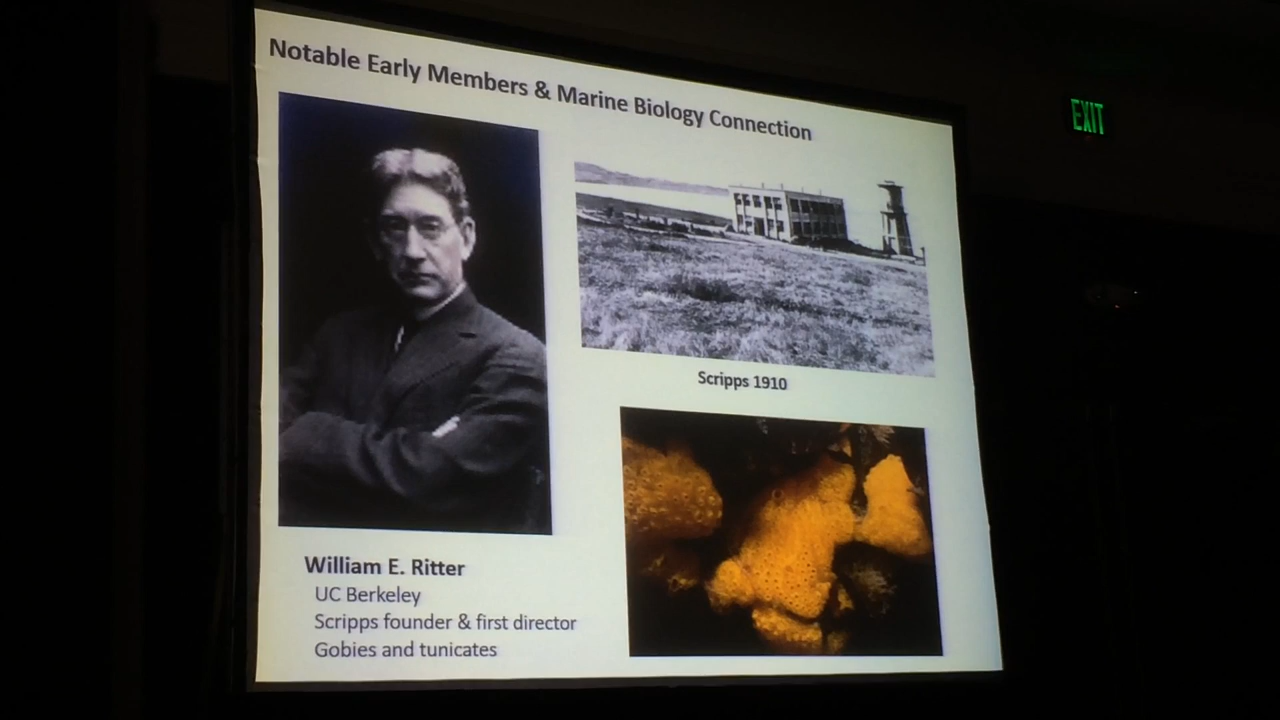 Notable Early Members & Marine Biology Connection
EXIT
Scripps 1910
William E. Ritter
UC Berkeley
Scripps founder & first director
Gobies and tunicates